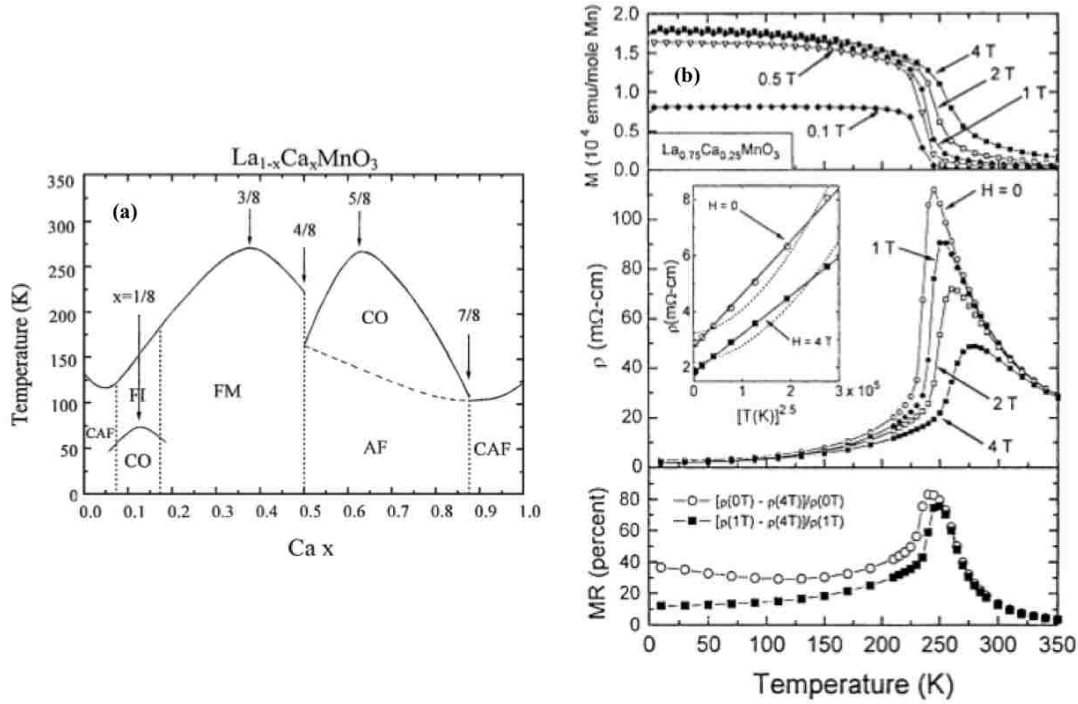 La1-xCaxMnO3
(a)
Temperature (K)
350
300
250
200
150
100
50
0
3/8
5/8
4/8
x=1/8
7/8
CO
FI
FM
CAF
CO
AF
CAF
0.0 0.1 0.2 0.3 0.4 0.5 0.6 0.7 0.8 0.9 1.0
Ca x
(b)
M (10^4 emu/mole Mn)
2.0
1.5
1.0
0.5
0.0
4 T
2 T
1 T
0.5 T
0.1 T
La0.75Ca0.25MnO3
ρ (mΩ-cm)
100
80
60
40
20
0
H = 0
1 T
2 T
4 T
ρ(mΩ-cm)
8
6
4
2
H = 0
H = 4 T
0 1 2 3 x 10^5
[T(K)]^2.5
MR (percent)
80
60
40
20
0
[ρ(0T) - ρ(4T)]/ρ(0T)
[ρ(1T) - ρ(4T)]/ρ(1T)
0 50 100 150 200 250 300 350
Temperature (K)